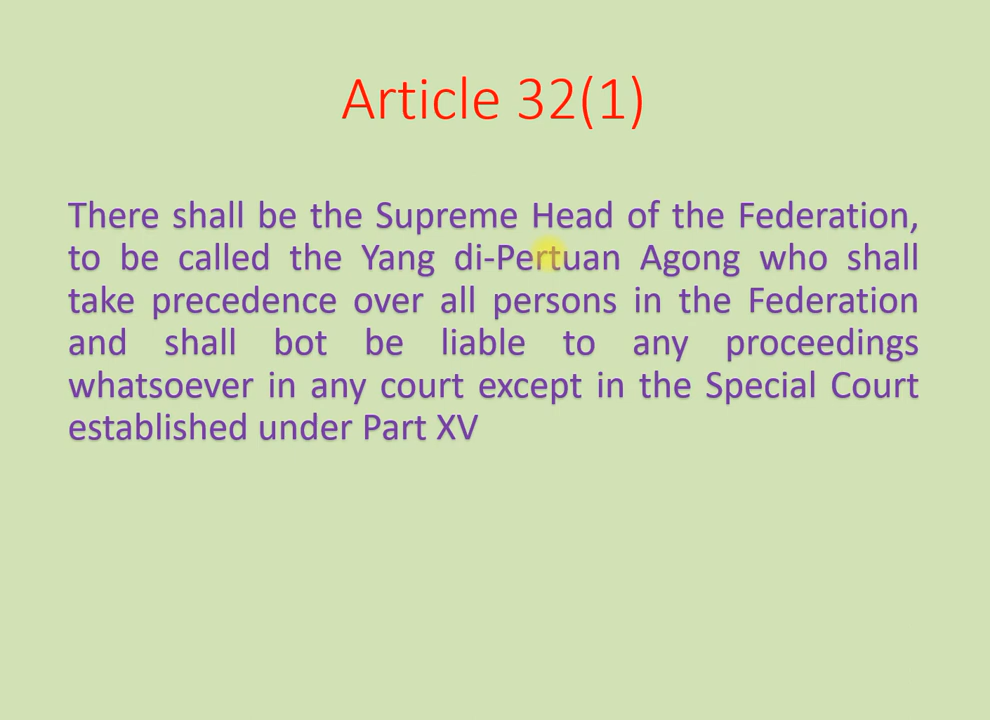 Article 32(1)
There shall be the Supreme Head of the Federation,
to be called the Yang di-Pertuan Agong who shall
take precedence over all persons in the Federation
and shall bot be liable to any proceedings
whatsoever in any court except in the Special Court
established under Part XV